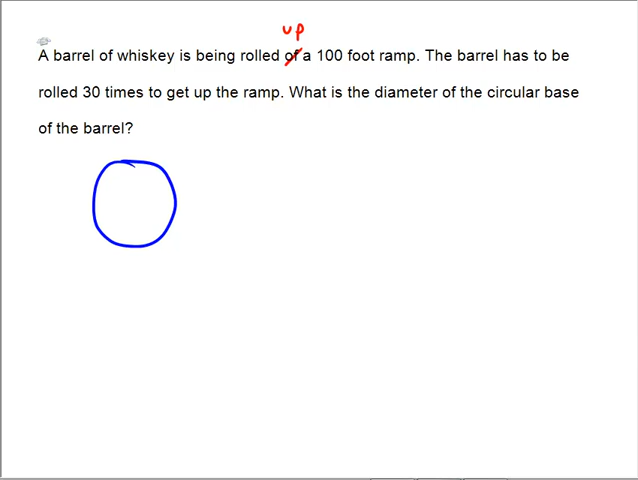 up
A barrel of whiskey is being rolled of a 100 foot ramp. The barrel has to be
rolled 30 times to get up the ramp. What is the diameter of the circular base
of the barrel?